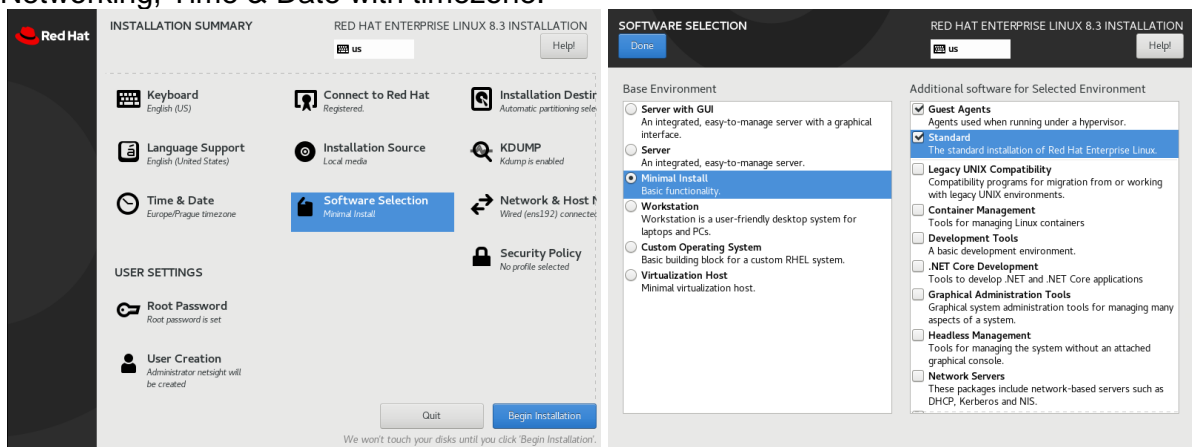 Networking, Time & Date with timezone.
Red Hat
INSTALLATION SUMMARY
RED HAT ENTERPRISE LINUX 8.3 INSTALLATION
us
Help!
Keyboard
English (US)
Connect to Red Hat
Registered.
Installation Destin
Automatic partitioning sele
Language Support
English (United States)
Installation Source
Local media
KDUMP
Kdump is enabled
Time & Date
Europe/Prague timezone
Software Selection
Minimal Install
Network & Host N
Wired (ens192) connected
Security Policy
No profile selected
USER SETTINGS
Root Password
Root password is set
User Creation
Administrator netsight will
be created
Quit
Begin Installation
We won't touch your disks until you click 'Begin Installation'.
SOFTWARE SELECTION
Done
RED HAT ENTERPRISE LINUX 8.3 INSTALLATION
us
Help!
Base Environment
Server with GUI
An integrated, easy-to-manage server with a graphical
interface.
Server
An integrated, easy-to-manage server.
Minimal Install
Basic functionality.
Workstation
Workstation is a user-friendly desktop system for
laptops and PCs.
Custom Operating System
Basic building block for a custom RHEL system.
Virtualization Host
Minimal virtualization host.
Additional software for Selected Environment
Guest Agents
Agents used when running under a hypervisor.
Standard
The standard installation of Red Hat Enterprise Linux.
Legacy UNIX Compatibility
Compatibility programs for migration from or working
with legacy UNIX environments.
Container Management
Tools for managing Linux containers
Development Tools
A basic development environment.
.NET Core Development
Tools to develop .NET and .NET Core applications
Graphical Administration Tools
Graphical system administration tools for managing many
aspects of a system.
Headless Management
Tools for managing the system without an attached
graphical console.
Network Servers
These packages include network-based servers such as
DHCP, Kerberos and NIS.